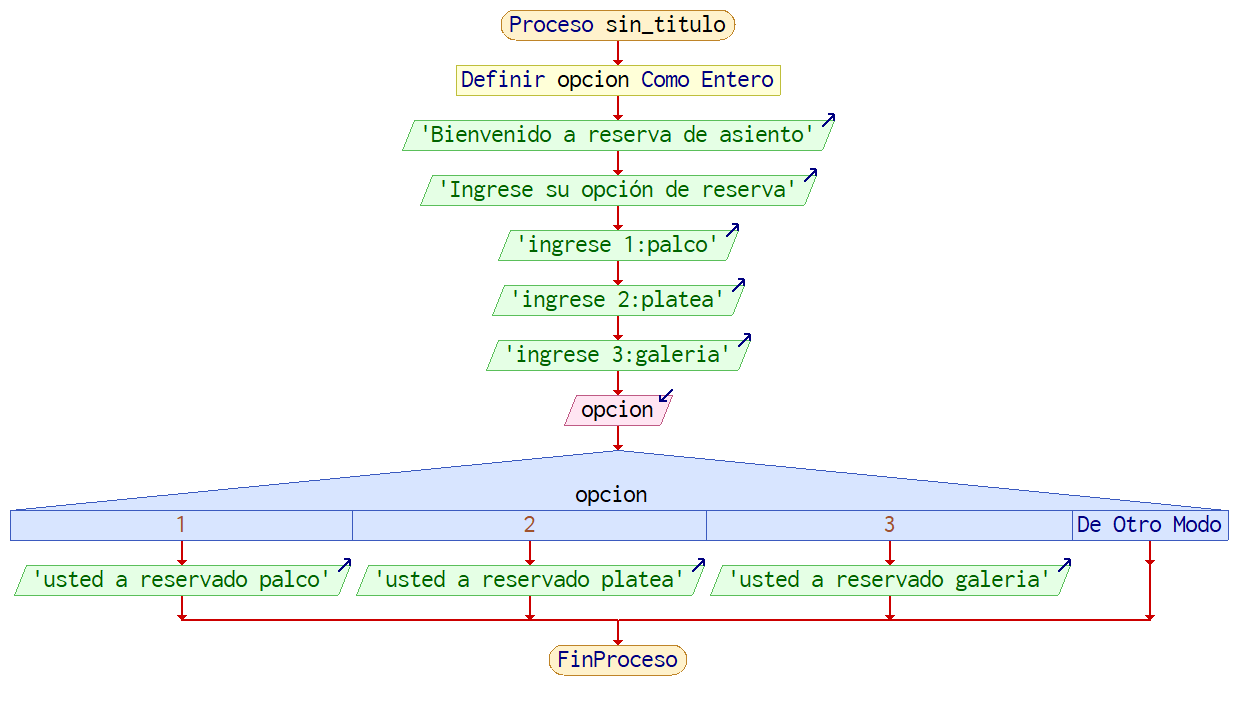 Proceso sin_titulo
Definir opcion Como Entero
'Bienvenido a reserva de asiento'
'Ingrese su opción de reserva'
'ingrese 1:palco'
'ingrese 2:platea'
'ingrese 3:galeria'
opcion
opcion
1 2 3 De Otro Modo
'usted a reservado palco' 'usted a reservado platea' 'usted a reservado galeria'
FinProceso